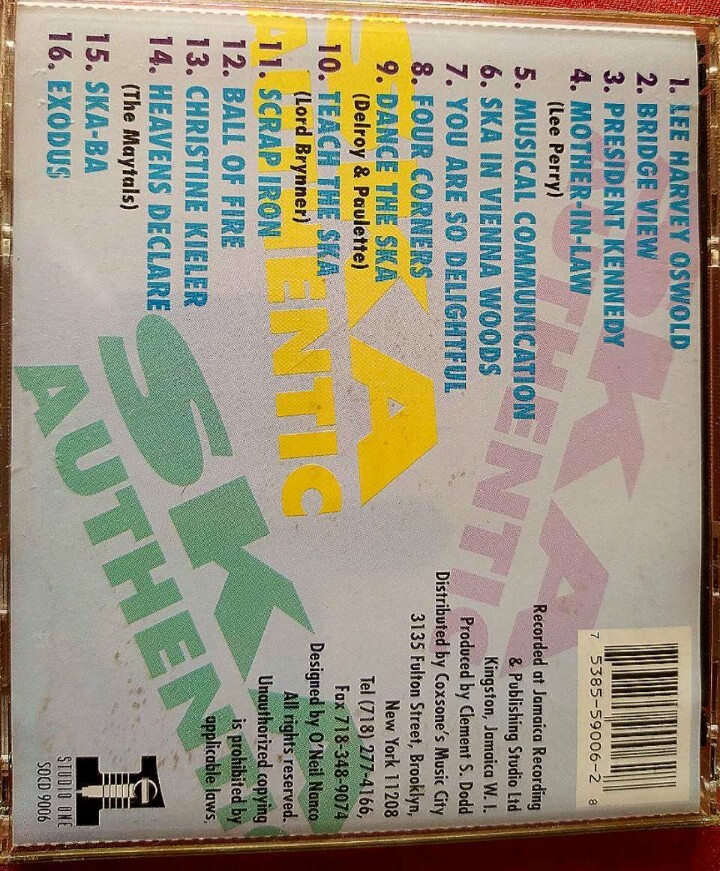 1. LEE HARVEY OSWOLD
2. BRIDGE VIEW
3. PRESIDENT KENNEDY
4. MOTHER-IN-LAW
(Lee Perry)
5. MUSICAL COMMUNICATION
6. SKA IN VIENNA WOODS
7. YOU ARE SO DELIGHTFUL
8. FOUR CORNERS
9. DANCE THE SKA
(Delroy & Paulette)
10. TEACH THE SKA
(Lord Brynner)
11. SCRAP IRON
12. BALL OF FIRE
13. CHRISTINE KIELER
14. HEAVENS DECLARE
(The Maytals)
15. SKA-BA
16. EXODUS
SKA
AUTHENTIC
SKA
AUTHENTIC
SKA
AUTHENTIC
7 5385-59006-2 8
Recorded at Jamaica Recording
& Publishing Studio Ltd
Kingston, Jamaica W. I.
Produced by Clement S. Dodd
Distributed by Coxsone's Music City
3135 Fulton Street, Brooklyn,
New York 11208
Tel (718) 277-4166,
Fax 718-348-9074
Designed by O'Neil Nanco
All rights reserved.
Unauthorized copying
is prohibited by
applicable laws,
STUDIO ONE
SOCD 9006